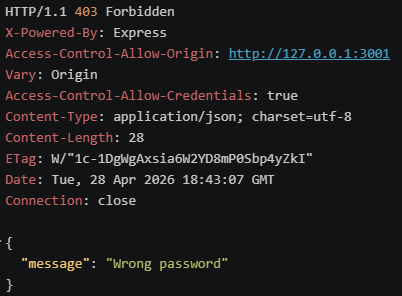 HTTP/1.1 403 Forbidden
X-Powered-By: Express
Access-Control-Allow-Origin: http://127.0.0.1:3001
Vary: Origin
Access-Control-Allow-Credentials: true
Content-Type: application/json; charset=utf-8
Content-Length: 28
ETag: W/"1c-1DgWgAxsia6W2YD8mP0Sbp4yZkI"
Date: Tue, 28 Apr 2026 18:43:07 GMT
Connection: close
{
"message": "Wrong password"
}